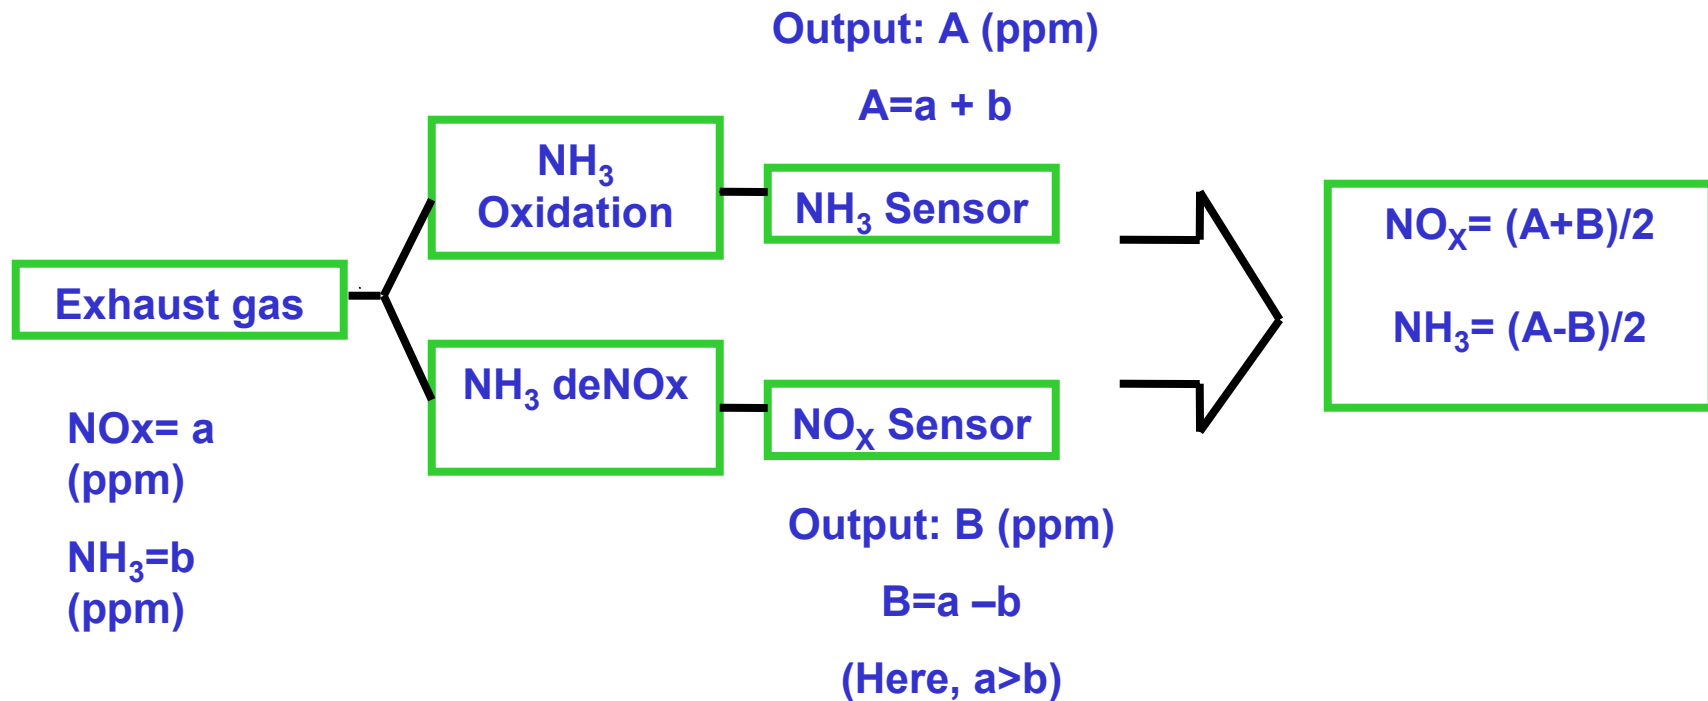 Output: A (ppm)
A=a + b
NH₃
Oxidation
NH₃ Sensor
Exhaust gas
NOx= a
(ppm)
NH₃=b
(ppm)
NH₃ deNOx
NOₓ Sensor
Output: B (ppm)
B=a –b
(Here, a>b)
NOₓ= (A+B)/2
NH₃= (A-B)/2